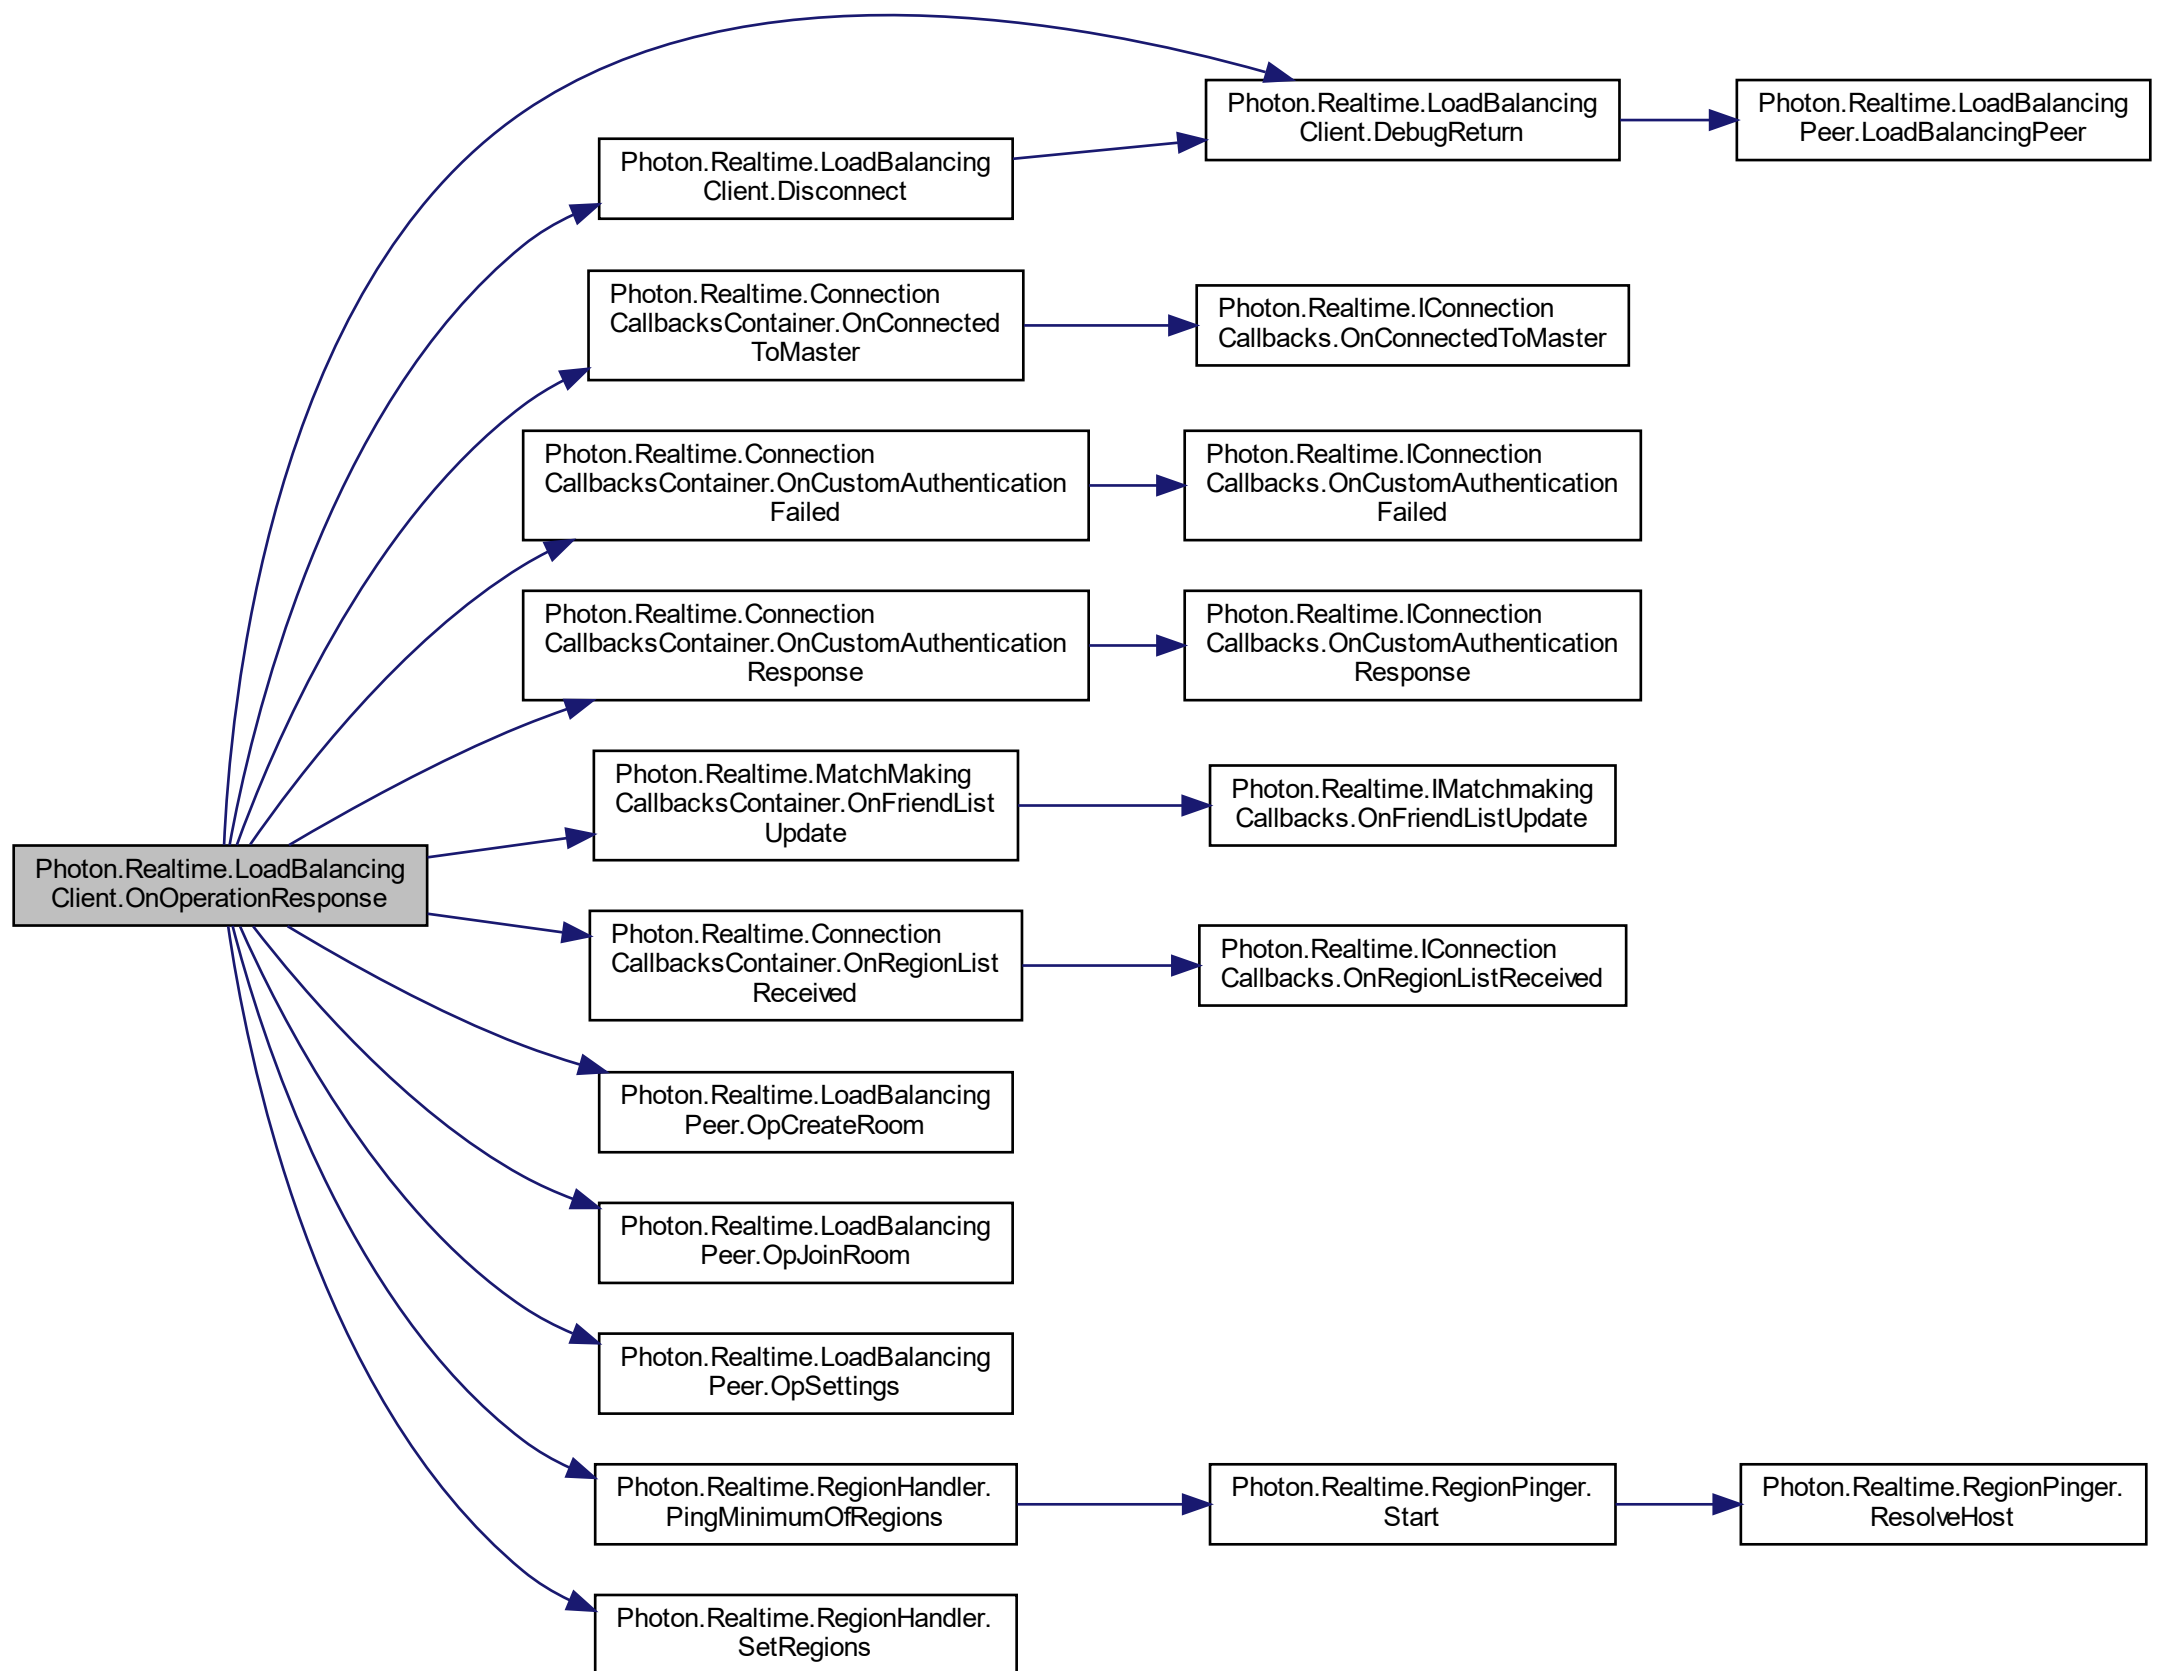 Photon.Realtime.LoadBalancing
Client.DebugReturn
Photon.Realtime.LoadBalancing
Peer.LoadBalancingPeer
Photon.Realtime.LoadBalancing
Client.Disconnect
Photon.Realtime.Connection
CallbacksContainer.OnConnected
ToMaster
Photon.Realtime.IConnection
Callbacks.OnConnectedToMaster
Photon.Realtime.Connection
CallbacksContainer.OnCustomAuthentication
Failed
Photon.Realtime.IConnection
Callbacks.OnCustomAuthentication
Failed
Photon.Realtime.Connection
CallbacksContainer.OnCustomAuthentication
Response
Photon.Realtime.IConnection
Callbacks.OnCustomAuthentication
Response
Photon.Realtime.MatchMaking
CallbacksContainer.OnFriendList
Update
Photon.Realtime.IMatchmaking
Callbacks.OnFriendListUpdate
Photon.Realtime.LoadBalancing
Client.OnOperationResponse
Photon.Realtime.Connection
CallbacksContainer.OnRegionList
Received
Photon.Realtime.IConnection
Callbacks.OnRegionListReceived
Photon.Realtime.LoadBalancing
Peer.OpCreateRoom
Photon.Realtime.LoadBalancing
Peer.OpJoinRoom
Photon.Realtime.LoadBalancing
Peer.OpSettings
Photon.Realtime.RegionHandler.
PingMinimumOfRegions
Photon.Realtime.RegionPinger.
Start
Photon.Realtime.RegionPinger.
ResolveHost
Photon.Realtime.RegionHandler.
SetRegions